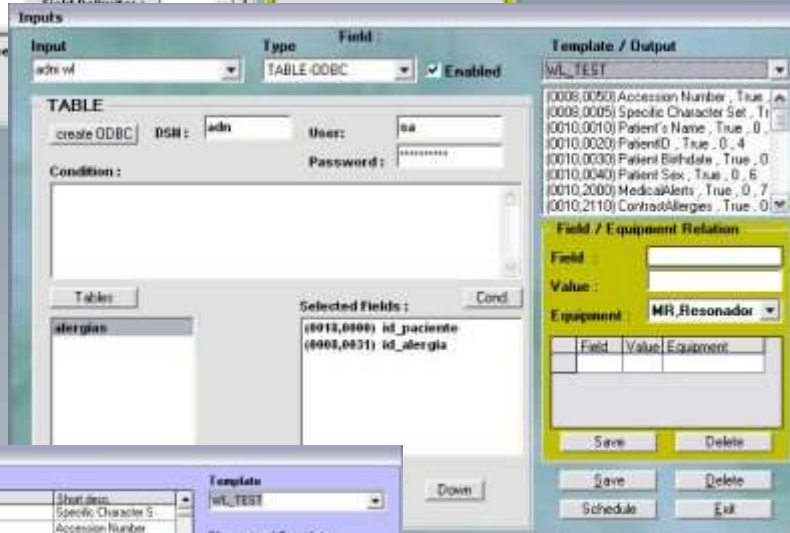 Inputs
Input
Type
Field :
Template / Output
adn wl
TABLE-ODBC
Enabled
WL_TEST
TABLE
create ODBC
DSN :
adn
User:
sa
Password :
**********
Condition :
(0008,0050) Accession Number , True ,
(0008,0005) Specific Character Set , Tr
(0010,0010) Patient's Name , True , 0 ,
(0010,0020) PatientID , True , 0 , 4
(0010,0030) Patient Birthdate , True , 0
(0010,0040) Patient Sex , True , 0 , 6
(0010,2000) MedicalAlerts , True , 0 , 7
(0010,2110) ContrastAllergies , True , 0
Field / Equipment Relation
Field :
Value :
Equipment :
MR,Resonador
Field Value Equipment
Save
Delete
Tables
Selected Fields :
Cond.
alergias
(0018,0000) id_paciente
(0008,0031) id_alergia
Down
Save
Delete
Schedule
Exit
Short desc.
Specific Character S
Accession Number
Template
WL_TEST